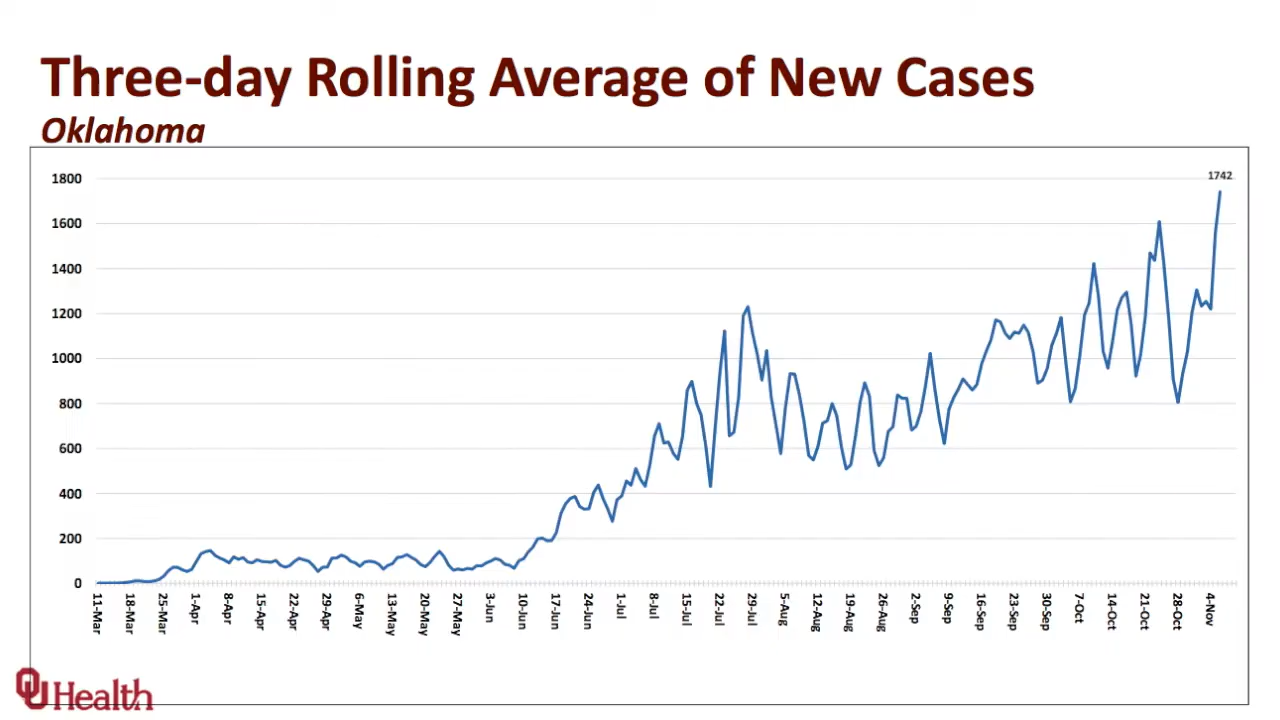 Three-day Rolling Average of New Cases
Oklahoma
1742
1800
1600
1400
1200
1000
800
600
400
200
0
11-Mar
18-Mar
25-Mar
1-Apr
8-Apr
15-Apr
22-Apr
29-Apr
6-May
13-May
20-May
27-May
3-Jun
10-Jun
17-Jun
24-Jun
1-Jul
8-Jul
15-Jul
22-Jul
29-Jul
5-Aug
12-Aug
19-Aug
26-Aug
2-Sep
9-Sep
16-Sep
23-Sep
30-Sep
7-Oct
14-Oct
21-Oct
28-Oct
4-Nov
OU Health